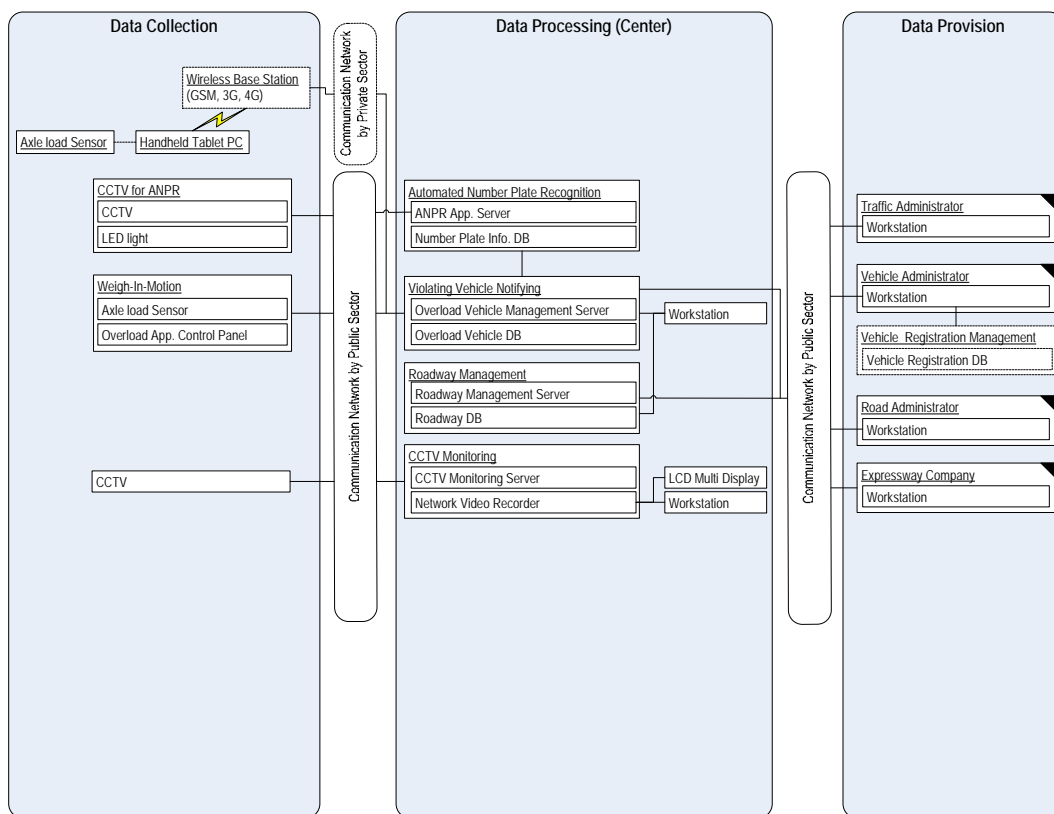 Data Collection
Wireless Base Station
(GSM, 3G, 4G)
Axle load Sensor
Handheld Tablet PC
CCTV for ANPR
CCTV
LED light
Weigh-In-Motion
Axle load Sensor
Overload App. Control Panel
CCTV
Communication Network
by Private Sector
Communication Network by Public Sector
Data Processing (Center)
Automated Number Plate Recognition
ANPR App. Server
Number Plate Info. DB
Violating Vehicle Notifying
Overload Vehicle Management Server
Overload Vehicle DB
Workstation
Roadway Management
Roadway Management Server
Roadway DB
CCTV Monitoring
CCTV Monitoring Server
Network Video Recorder
LCD Multi Display
Workstation
Communication Network by Public Sector
Data Provision
Traffic Administrator
Workstation
Vehicle Administrator
Workstation
Vehicle Registration Management
Vehicle Registration DB
Road Administrator
Workstation
Expressway Company
Workstation